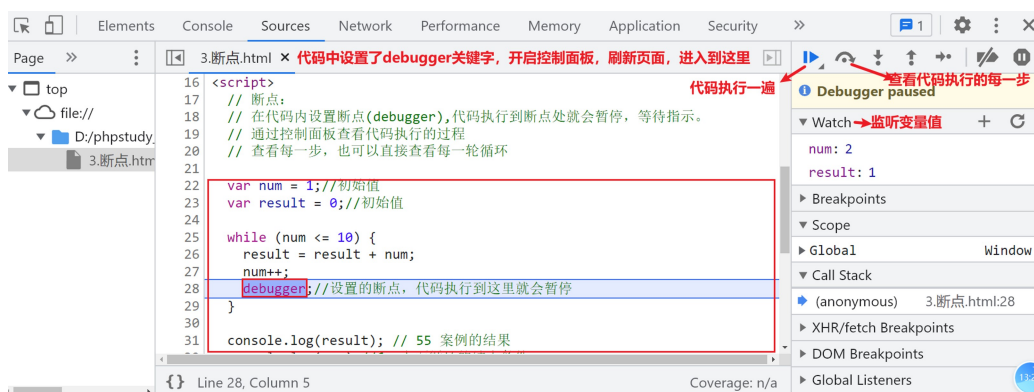 Elements Console Sources Network Performance Memory Application Security » 1
Page » 3.断点.html × 代码中设置了debugger关键字，开启控制面板，刷新页面，进入到这里
代码执行一遍
查看代码执行的每一步
top
file://
D:/phpstudy_
3.断点.htm
16 <script>
17 // 断点：
18 // 在代码内设置断点(debugger),代码执行到断点处就会暂停，等待指示。
19 // 通过控制面板查看代码执行的过程
20 // 查看每一步，也可以直接查看每一轮循环
21
22 var num = 1;//初始值
23 var result = 0;//初始值
24
25 while (num <= 10) {
26 result = result + num;
27 num++;
28 debugger;//设置的断点，代码执行到这里就会暂停
29 }
30
31 console.log(result); // 55 案例的结果
{} Line 28, Column 5 Coverage: n/a
Debugger paused
Watch 监听变量值
num: 2
result: 1
Breakpoints
Scope
Global Window
Call Stack
(anonymous) 3.断点.html:28
XHR/fetch Breakpoints
DOM Breakpoints
Global Listeners